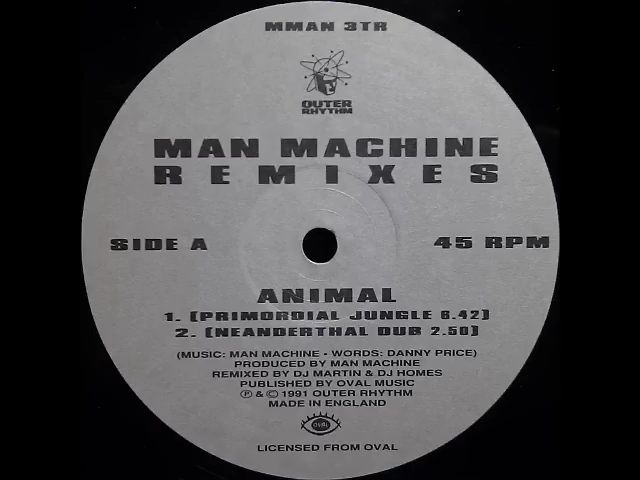 MMAN 3TR
OUTER
RHYTHM
MAN MACHINE
REMIXES
SIDE A
45 RPM
ANIMAL
1. (PRIMORDIAL JUNGLE 6.42)
2. (NEANDERTHAL DUB 2.50)
(MUSIC: MAN MACHINE - WORDS: DANNY PRICE)
PRODUCED BY MAN MACHINE
REMIXED BY DJ MARTIN & DJ HOMES
PUBLISHED BY OVAL MUSIC
℗ & © 1991 OUTER RHYTHM
MADE IN ENGLAND
OVAL
LICENSED FROM OVAL